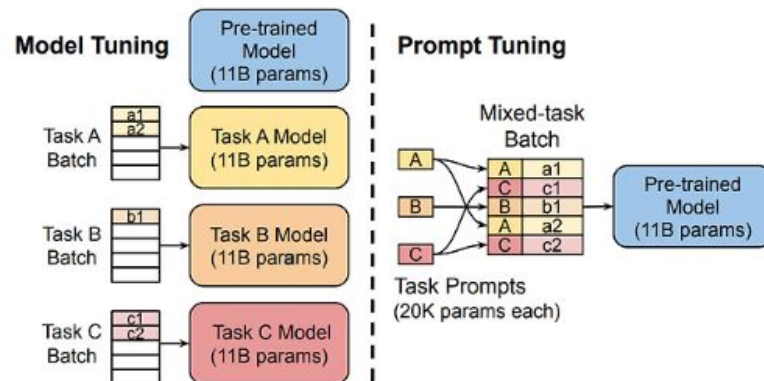 Model Tuning
Pre-trained
Model
(11B params)
Task A
Batch
a1
a2
Task A Model
(11B params)
Task B
Batch
b1
Task B Model
(11B params)
Task C
Batch
c1
c2
Task C Model
(11B params)
Prompt Tuning
Mixed-task
Batch
A
B
C
A a1
C c1
B b1
A a2
C c2
Task Prompts
(20K params each)
Pre-trained
Model
(11B params)